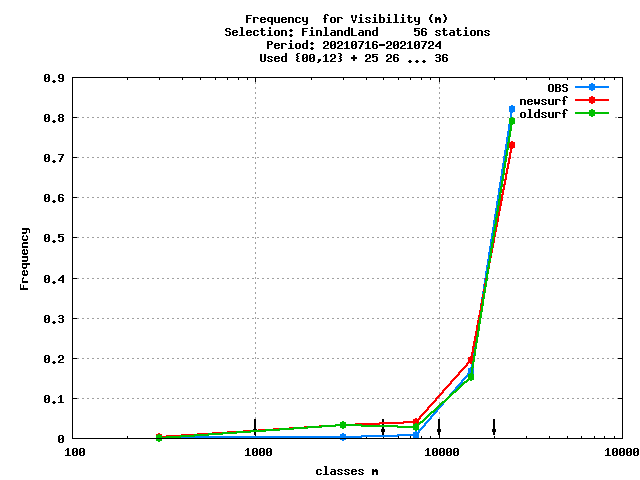 Frequency  for Visibility (m)
Selection: FinlandLand     56 stations
Period: 20210716-20210724
Used {00,12} + 25 26 ... 36
OBS
newsurf
oldsurf
0.9
0.8
0.7
0.6
0.5
0.4
0.3
0.2
0.1
0
Frequency
100
1000
10000
10000
classes m